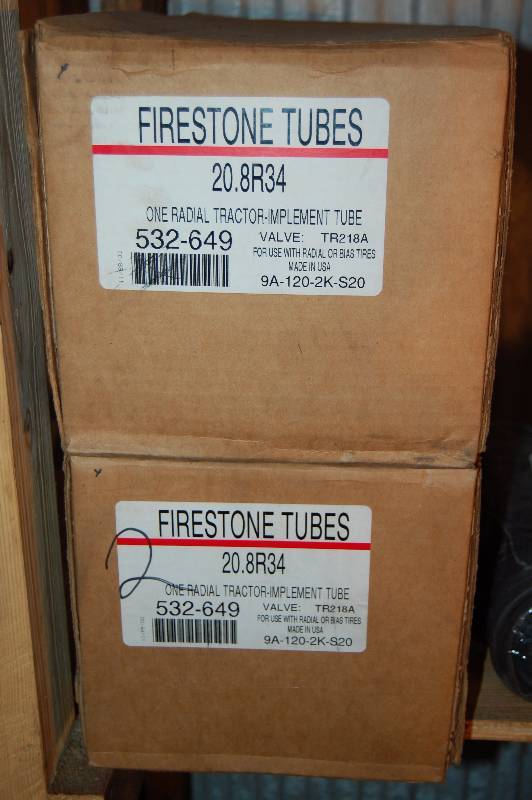 FIRESTONE TUBES
20.8R34
ONE RADIAL TRACTOR-IMPLEMENT TUBE
532-649 VALVE: TR218A
FOR USE WITH RADIAL OR BIAS TIRES
MADE IN USA
9A-120-2K-S20
FIRESTONE TUBES
2
20.8R34
ONE RADIAL TRACTOR-IMPLEMENT TUBE
532-649 VALVE: TR218A
FOR USE WITH RADIAL OR BIAS TIRES
MADE IN USA
9A-120-2K-S20